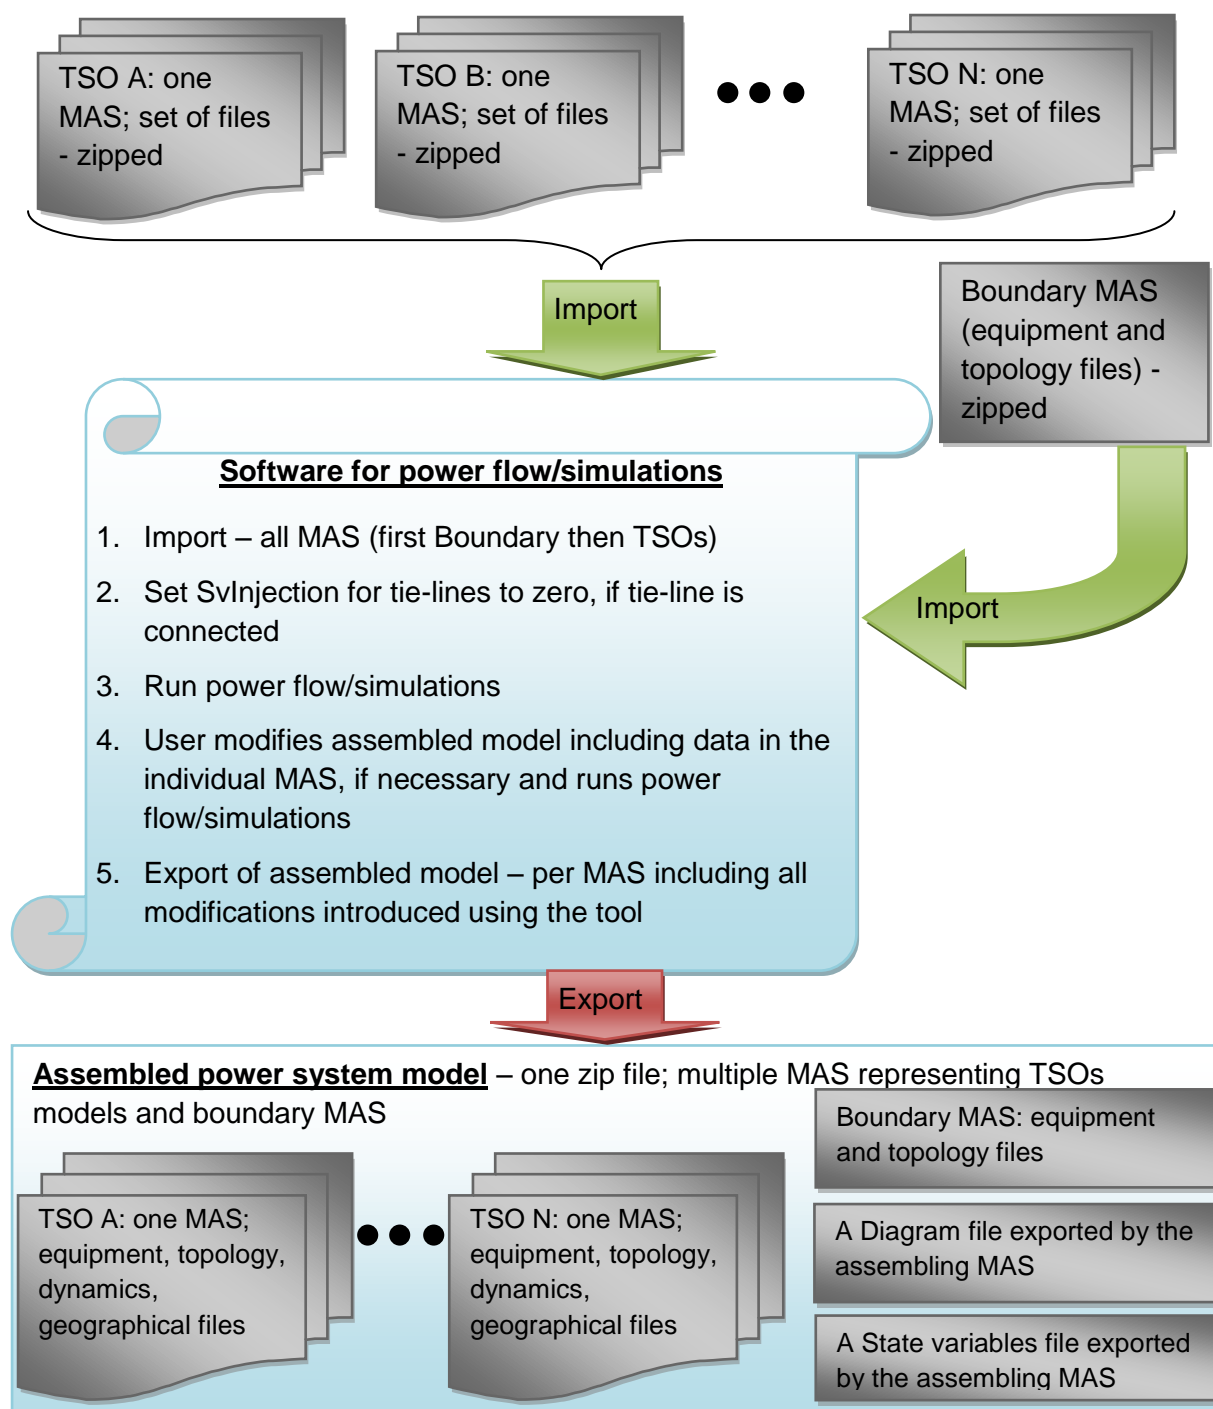 TSO A: one
MAS; set of files
- zipped
TSO B: one
MAS; set of files
- zipped
TSO N: one
MAS; set of files
- zipped
Import
Boundary MAS
(equipment and
topology files) -
zipped
Software for power flow/simulations
1. Import – all MAS (first Boundary then TSOs)
2. Set SvInjection for tie-lines to zero, if tie-line is
connected
3. Run power flow/simulations
4. User modifies assembled model including data in the
individual MAS, if necessary and runs power
flow/simulations
5. Export of assembled model – per MAS including all
modifications introduced using the tool
Import
Export
Assembled power system model – one zip file; multiple MAS representing TSOs
models and boundary MAS
TSO A: one MAS;
equipment, topology,
dynamics,
geographical files
TSO N: one MAS;
equipment, topology,
dynamics,
geographical files
Boundary MAS: equipment
and topology files
A Diagram file exported by the
assembling MAS
A State variables file exported
by the assembling MAS